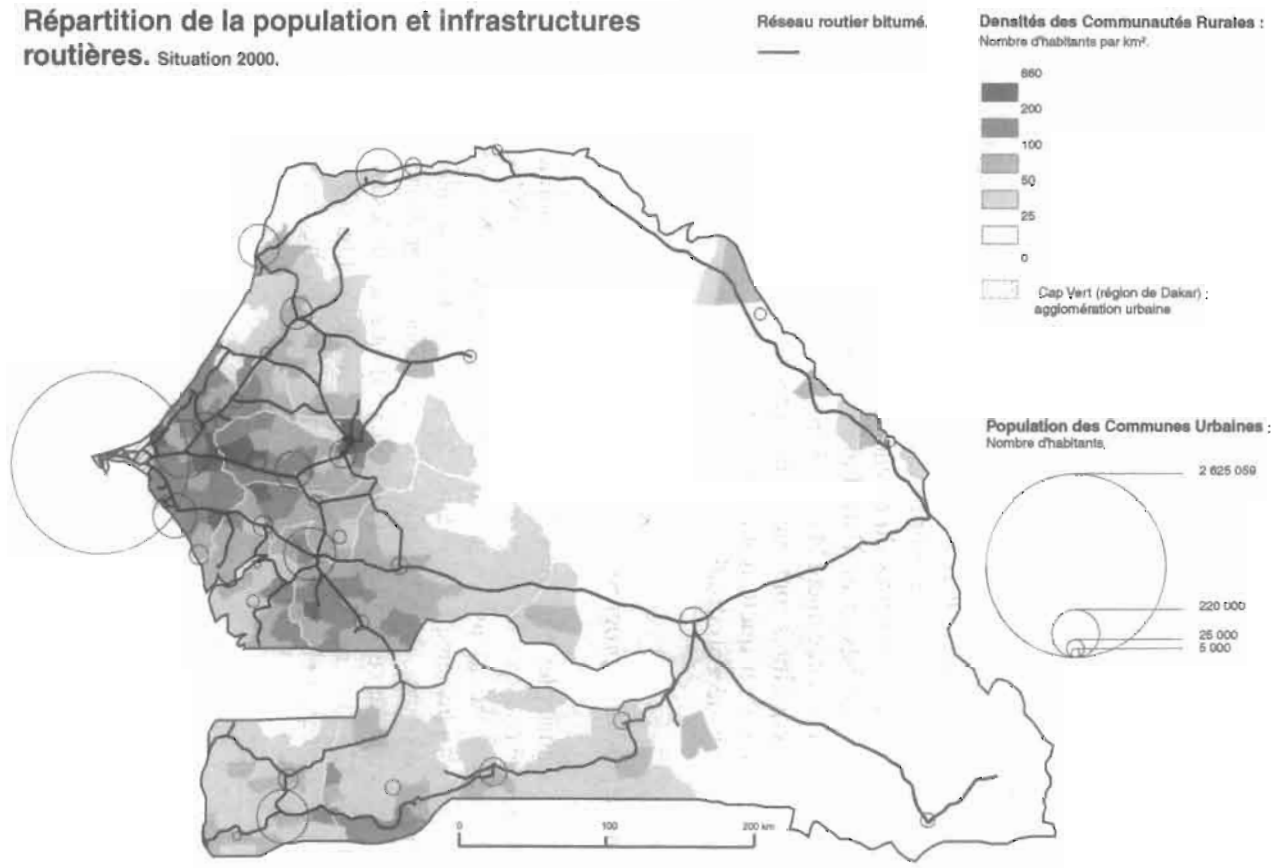 Répartition de la population et infrastructures
routières. Situation 2000.
Réseau routier bitumé.
Densités des Communautés Rurales :
Nombre d'habitants par km².
660
200
100
50
25
0
Cap Vert (région de Dakar) :
agglomération urbaine
Population des Communes Urbaines :
Nombre d'habitants.
2 625 059
220 000
25 000
5 000
0 100 200 km